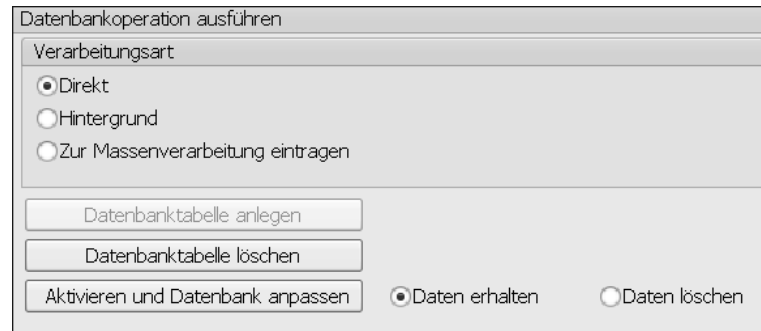 Datenbankoperation ausführen
Verarbeitungsart
Direkt
Hintergrund
Zur Massenverarbeitung eintragen
Datenbanktabelle anlegen
Datenbanktabelle löschen
Aktivieren und Datenbank anpassen Daten erhalten Daten löschen